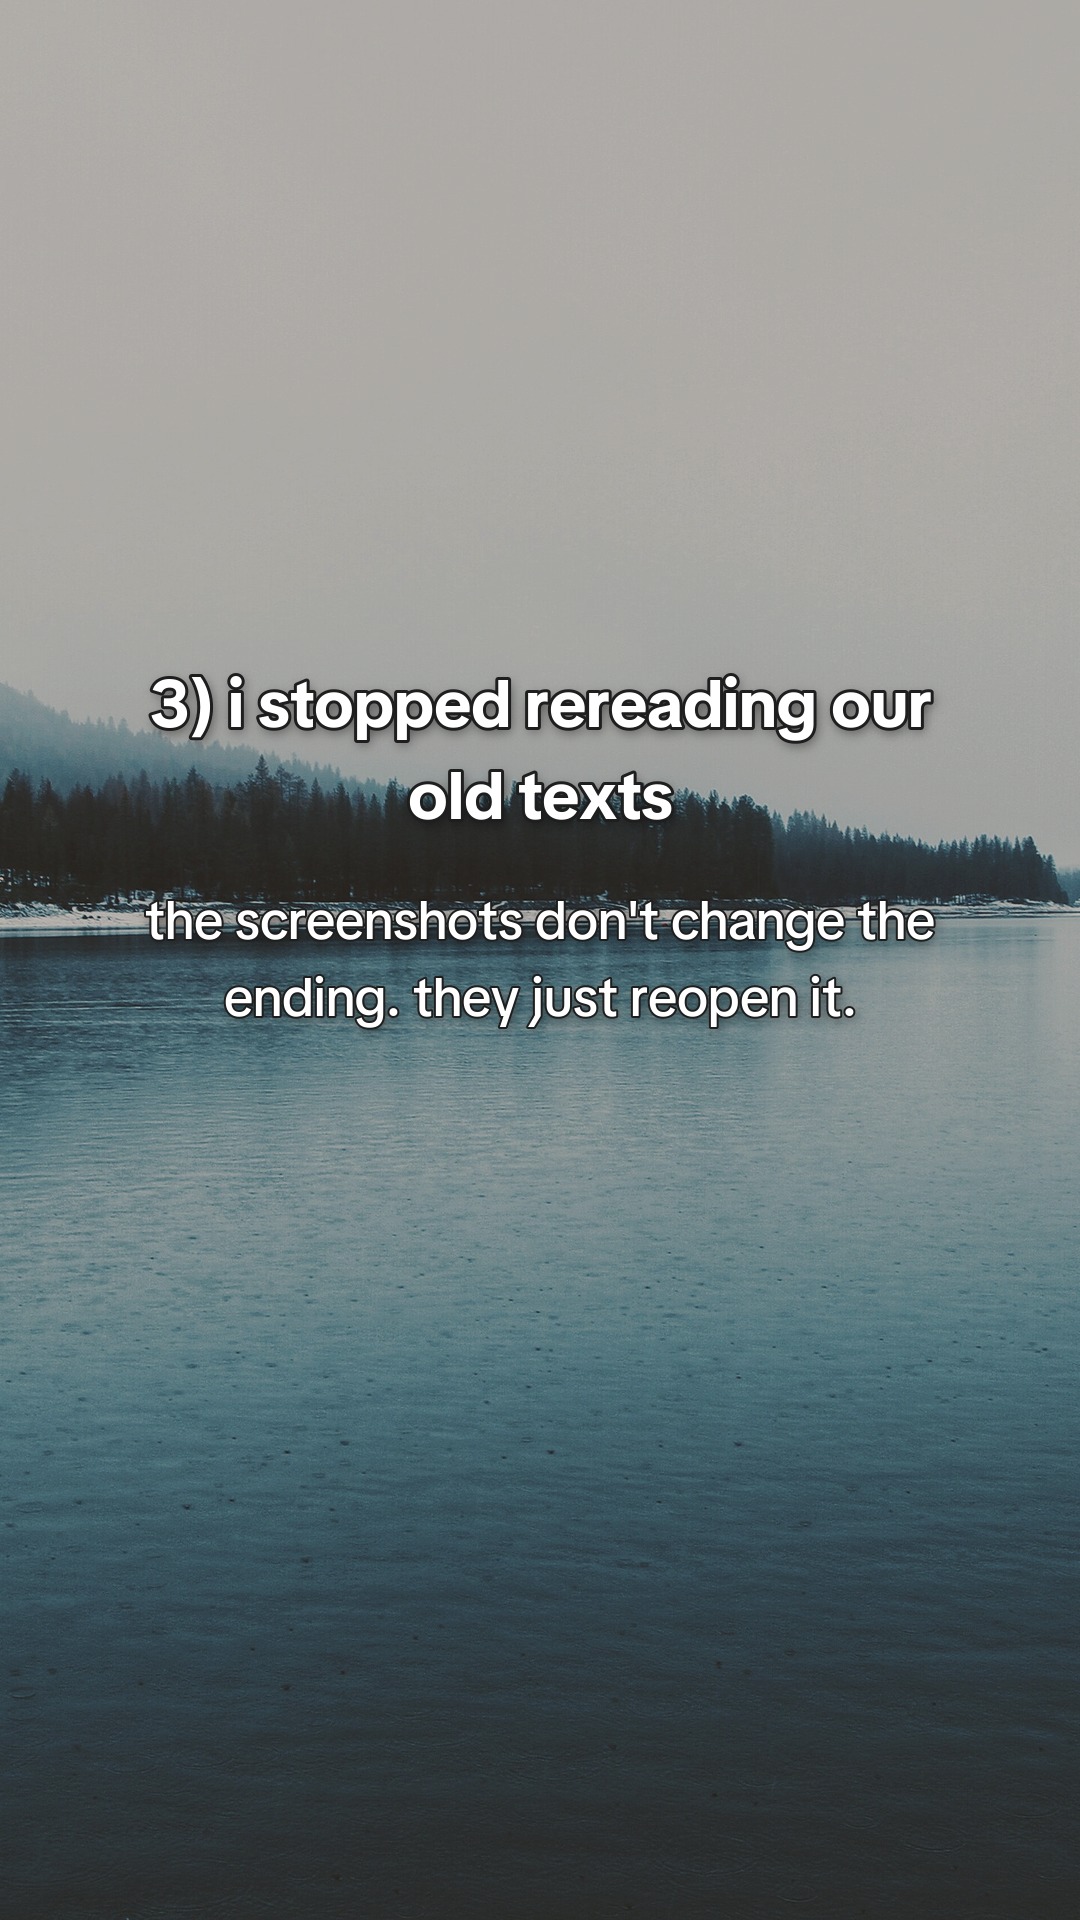 3) i stopped rereading our
old texts
the screenshots don't change the
ending. they just reopen it.